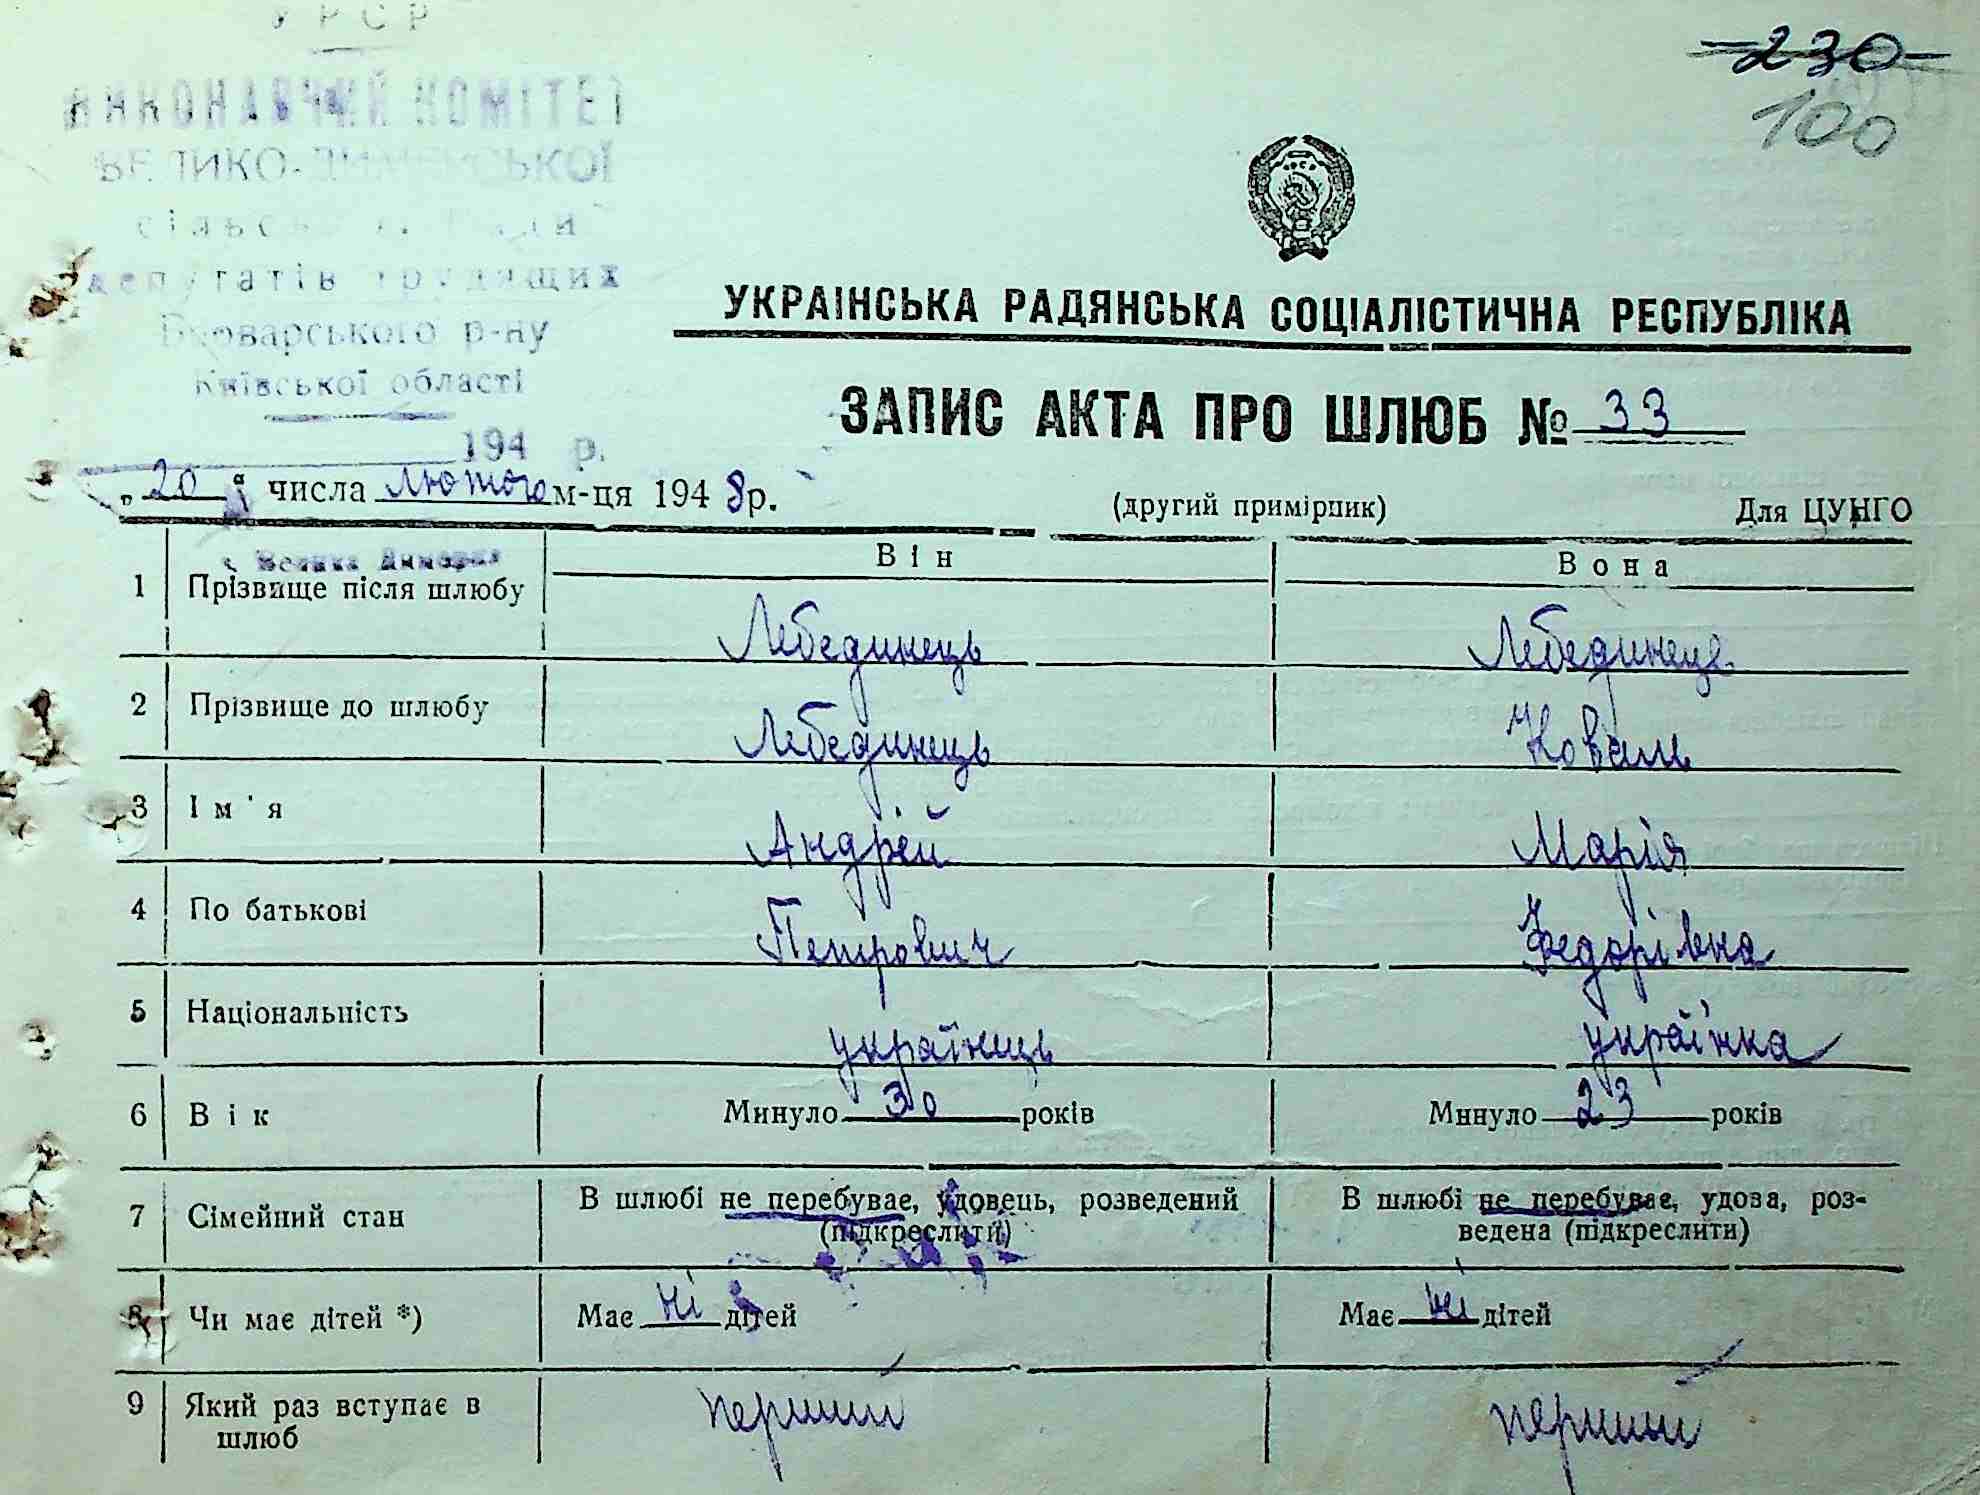 УРСР
ВИКОНАВЧИЙ КОМІТЕТ
ВЕЛИКО-ДИМЕРСЬКОЇ
сільської Ради
депутатів трудящих
Броварського р-ну
Київської області
194 р.
-230-
100
УКРАІНСЬКА РАДЯНСЬКА СОЦІАЛІСТИЧНА РЕСПУБЛІКА
ЗАПИС АКТА ПРО ШЛЮБ № 33
„20“ числа лютого м-ця 1948р. (другий примірник) Для ЦУНГО
с. Велика Димерка
Він Вона
1 Прізвище після шлюбу Лебединець Лебединець
2 Прізвище до шлюбу Лебединець Коваль
3 Ім'я Андрій Марія
4 По батькові Петрович Федорівна
5 Національність українець українка
6 Вік Минуло 30 років Минуло 23 років
7 Сімейний стан В шлюбі не перебуває, удовець, розведений В шлюбі не перебуває, удова, роз-
(підкреслити) ведена (підкреслити)
8 Чи має дітей *) Має ні дітей Має ні дітей
9 Який раз вступає в перший перший
шлюб